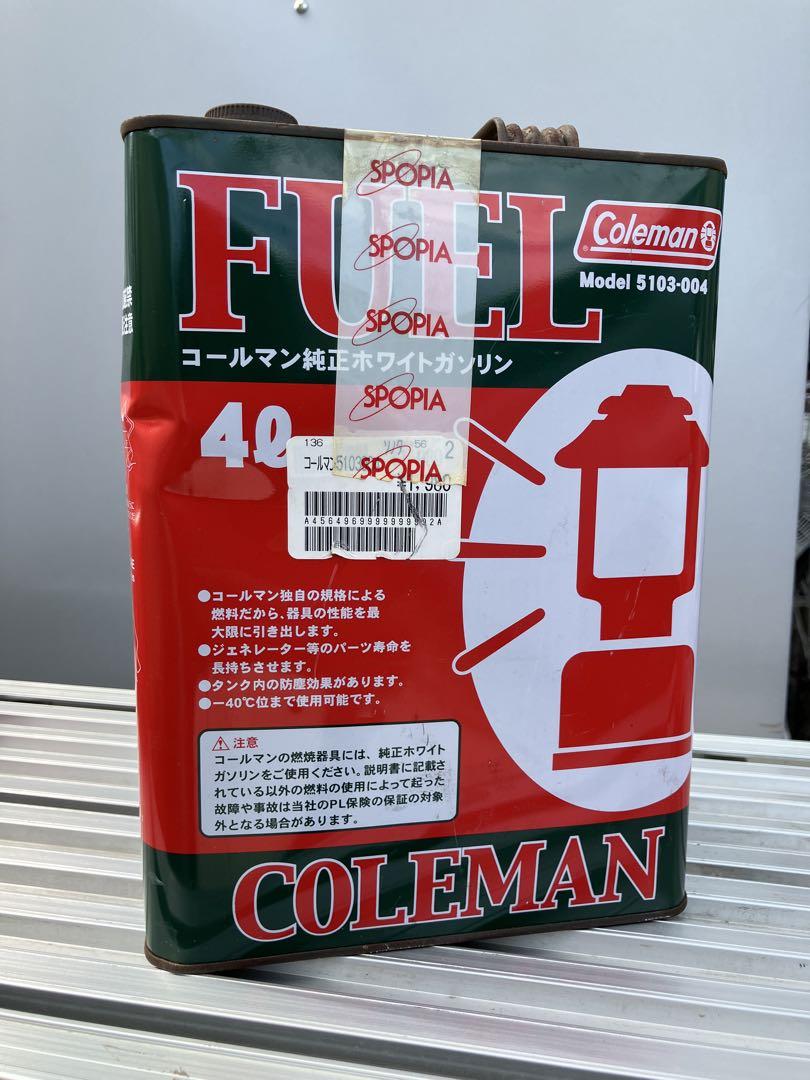 SPOPIA
FUEL
Coleman
SPOPIA
Model 5103-004
SPOPIA
コールマン純正ホワイトガソリン
SPOPIA
4ℓ
136 56
2
コールマン5103
SPOPIA
A4564969999999992A
●コールマン独自の規格による
燃料だから、器具の性能を最
大限に引き出します。
●ジェネレーター等のパーツ寿命を
長持ちさせます。
●タンク内の防塵効果があります。
●ー40℃位まで使用可能です。
注意
コールマンの燃焼器具には、純正ホワイト
ガソリンをご使用ください。説明書に記載さ
れている以外の燃料の使用によって起った
故障や事故は当社のPL保険の保証の対象
外となる場合があります。
COLEMAN